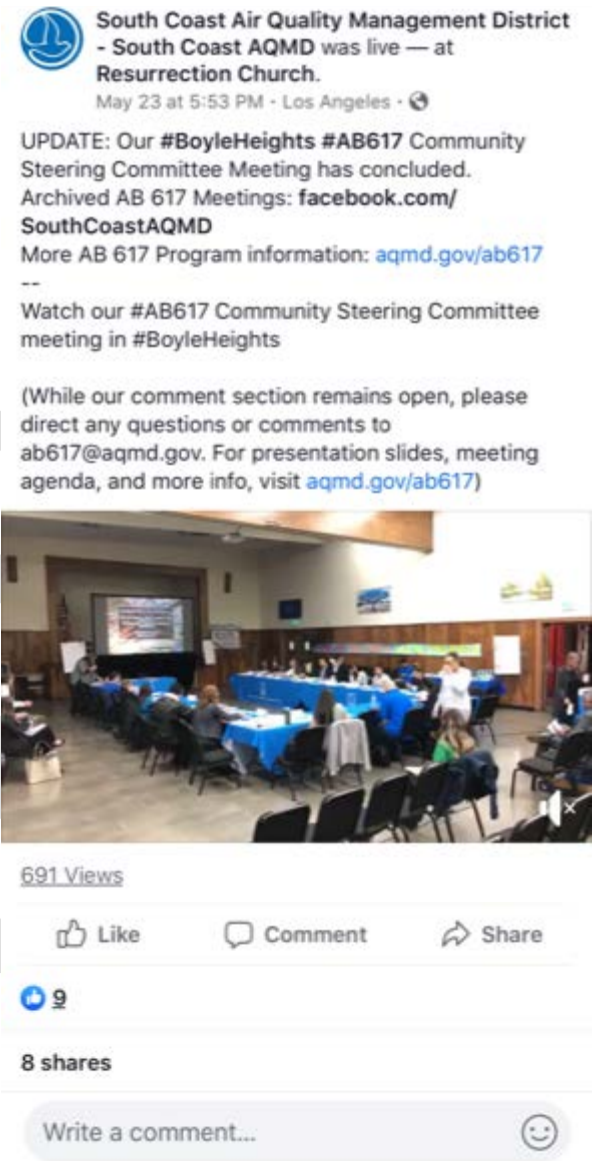 South Coast Air Quality Management District
- South Coast AQMD was live — at
Resurrection Church.
May 23 at 5:53 PM · Los Angeles ·
UPDATE: Our #BoyleHeights #AB617 Community
Steering Committee Meeting has concluded.
Archived AB 617 Meetings: facebook.com/
SouthCoastAQMD
More AB 617 Program information: aqmd.gov/ab617
--
Watch our #AB617 Community Steering Committee
meeting in #BoyleHeights
(While our comment section remains open, please
direct any questions or comments to
ab617@aqmd.gov. For presentation slides, meeting
agenda, and more info, visit aqmd.gov/ab617)
691 Views
Like Comment Share
9
8 shares
Write a comment...